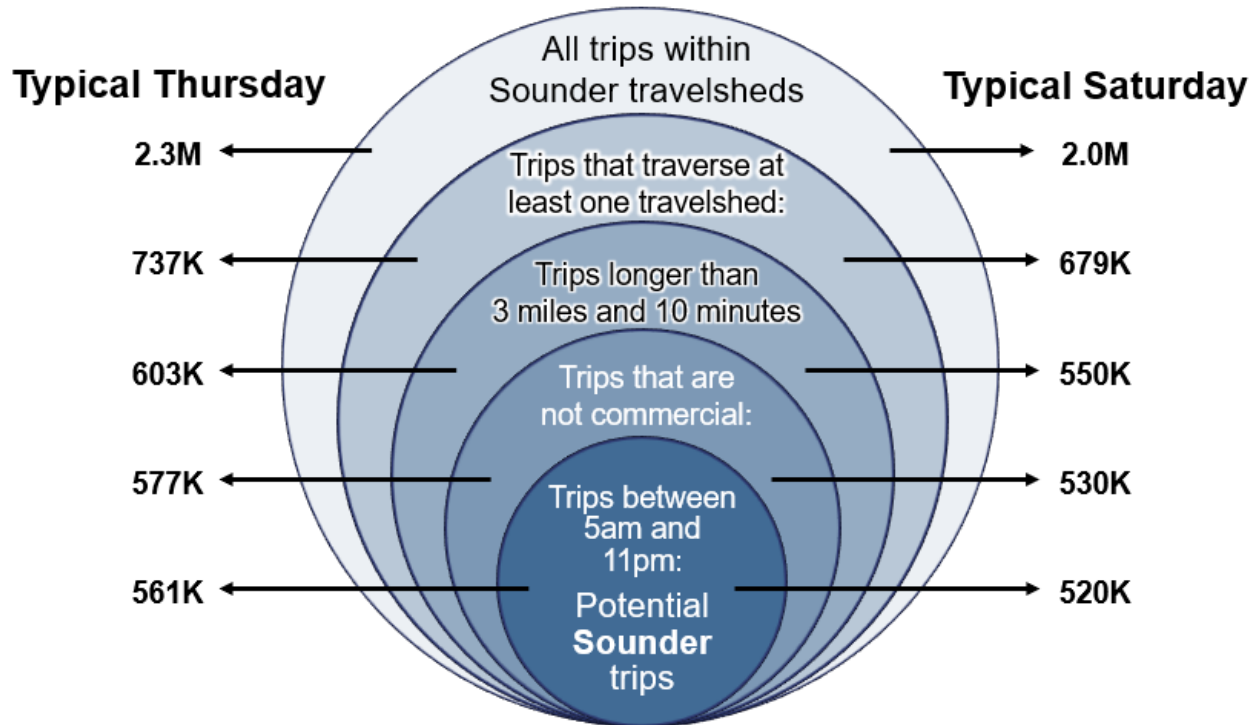 All trips within
Sounder travelsheds
Typical Thursday
Typical Saturday
2.3M
2.0M
Trips that traverse at
least one travelshed:
737K
679K
Trips longer than
3 miles and 10 minutes
603K
550K
Trips that are
not commercial:
577K
530K
Trips between
5am and
11pm:
561K
520K
Potential
Sounder
trips